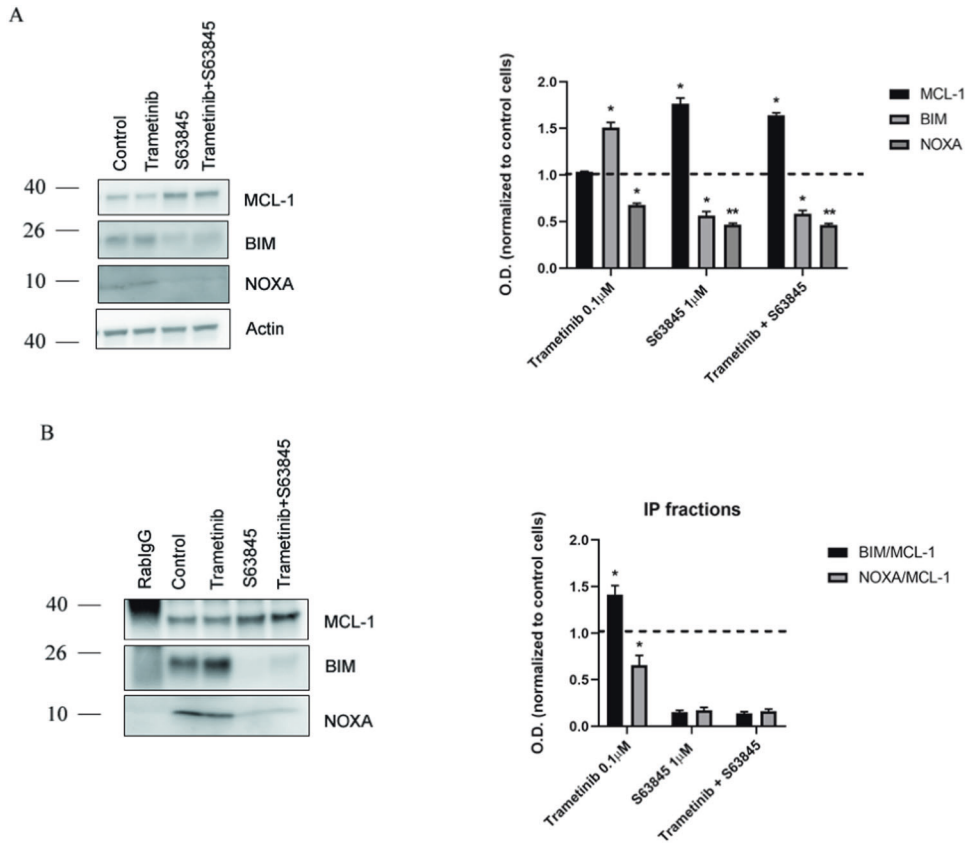 A
Control
Trametinib
S63845
Trametinib+S63845
40
MCL-1
26
BIM
10
NOXA
40
Actin
O.D. (normalized to control cells)
2.0
1.5
1.0
0.5
0.0
*
*
*
*
**
*
*
**
Trametinib 0.1μM
S63845 1μM
Trametinib + S63845
MCL-1
BIM
NOXA
B
RabIgG
Control
Trametinib
S63845
Trametinib+S63845
40
MCL-1
26
BIM
10
NOXA
IP fractions
O.D. (normalized to control cells)
2.0
1.5
1.0
0.5
0.0
*
*
Trametinib 0.1μM
S63845 1μM
Trametinib + S63845
BIM/MCL-1
NOXA/MCL-1